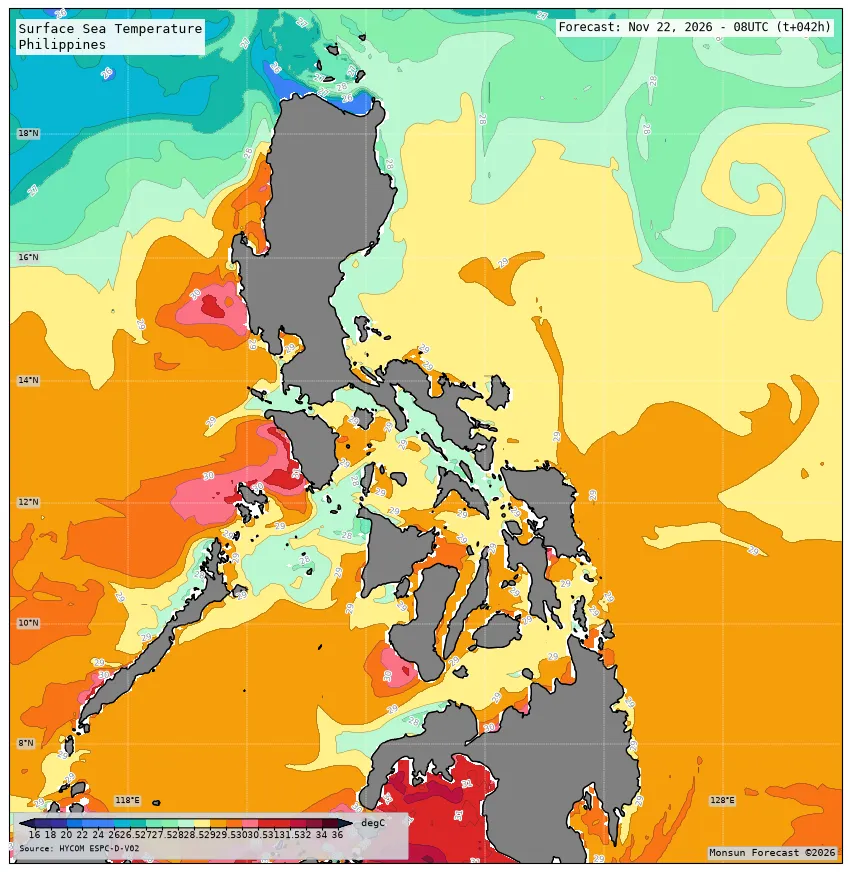 Surface Sea Temperature
Philippines
Forecast: Nov 22, 2026 - 08UTC (t+042h)
18°N
16°N
14°N
12°N
10°N
8°N
118°E
128°E
degC
16 18 20 22 24 26 26.5 27 27.5 28 28.5 29 29.5 30 30.5 31 31.5 32 34 36
Source: HYCOM ESPC-D-V02
Monsun Forecast ©2026